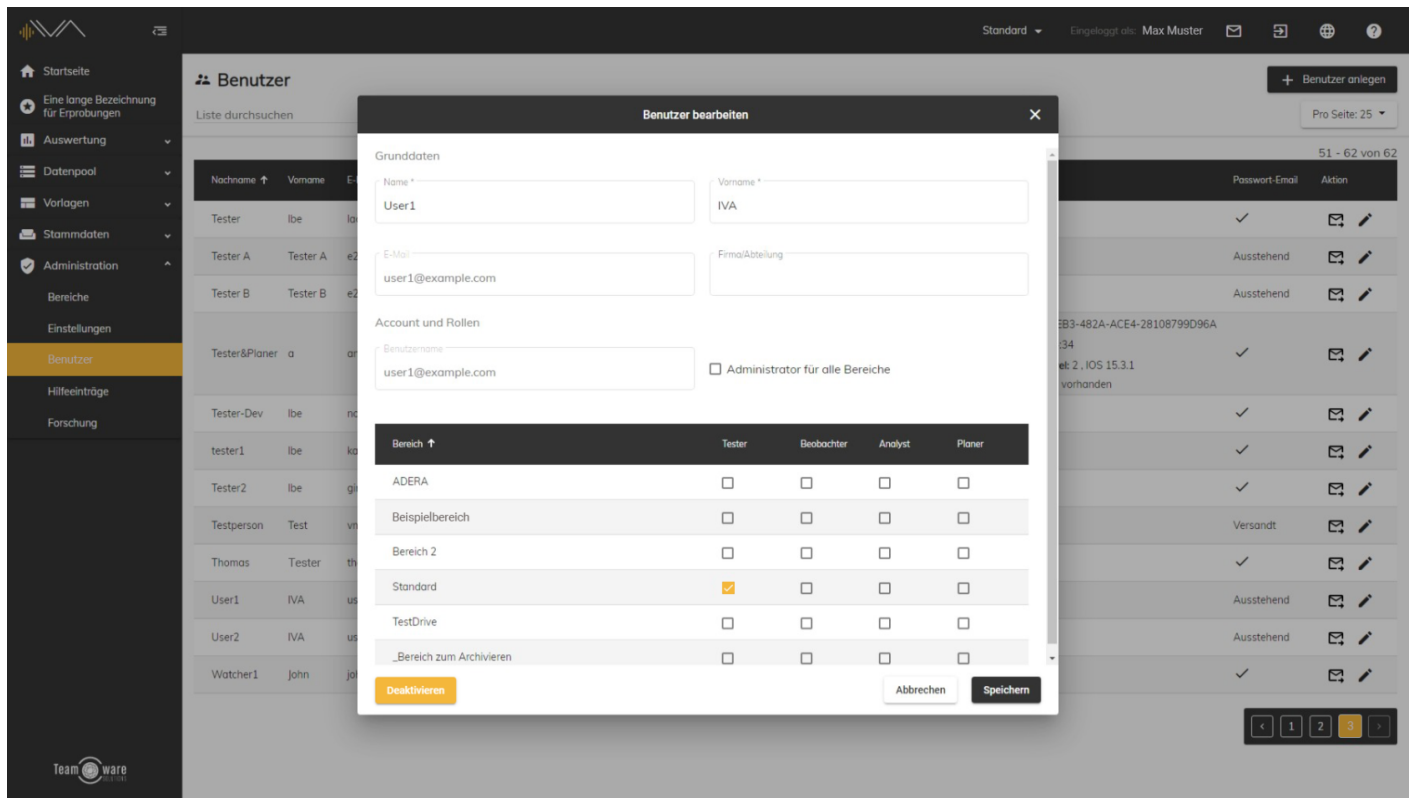 IVA
Standard
Eingeloggt als: Max Muster
Startseite
Eine lange Bezeichnung
für Erprobungen
Auswertung
Datenpool
Vorlagen
Stammdaten
Administration
Bereiche
Einstellungen
Benutzer
Hilfeeinträge
Forschung
Team ware
SOLUTIONS
Benutzer
+ Benutzer anlegen
Liste durchsuchen
Pro Seite: 25
51 - 62 von 62
Nachname ↑ Vorname Passwort-Email Aktion
Tester Ibe
Tester A Tester A Ausstehend
Tester B Tester B Ausstehend
EB3-482A-ACE4-28108799D96A
:34
Tester&Planer a
el: 2 , IOS 15.3.1
vorhanden
Tester-Dev Ibe
tester1 Ibe
Tester2 Ibe
Testperson Test Versandt
Thomas Tester
User1 IVA Ausstehend
User2 IVA Ausstehend
Watcher1 John
1 2 3
Benutzer bearbeiten
Grunddaten
Name * Vorname *
User1 IVA
E-Mail Firma/Abteilung
user1@example.com
Account und Rollen
Benutzername
user1@example.com Administrator für alle Bereiche
Bereich ↑ Tester Beobachter Analyst Planer
ADERA
Beispielbereich
Bereich 2
Standard
TestDrive
_Bereich zum Archivieren
Deaktivieren Abbrechen Speichern